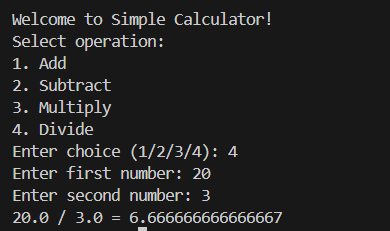 Welcome to Simple Calculator!
Select operation:
1. Add
2. Subtract
3. Multiply
4. Divide
Enter choice (1/2/3/4): 4
Enter first number: 20
Enter second number: 3
20.0 / 3.0 = 6.666666666666667